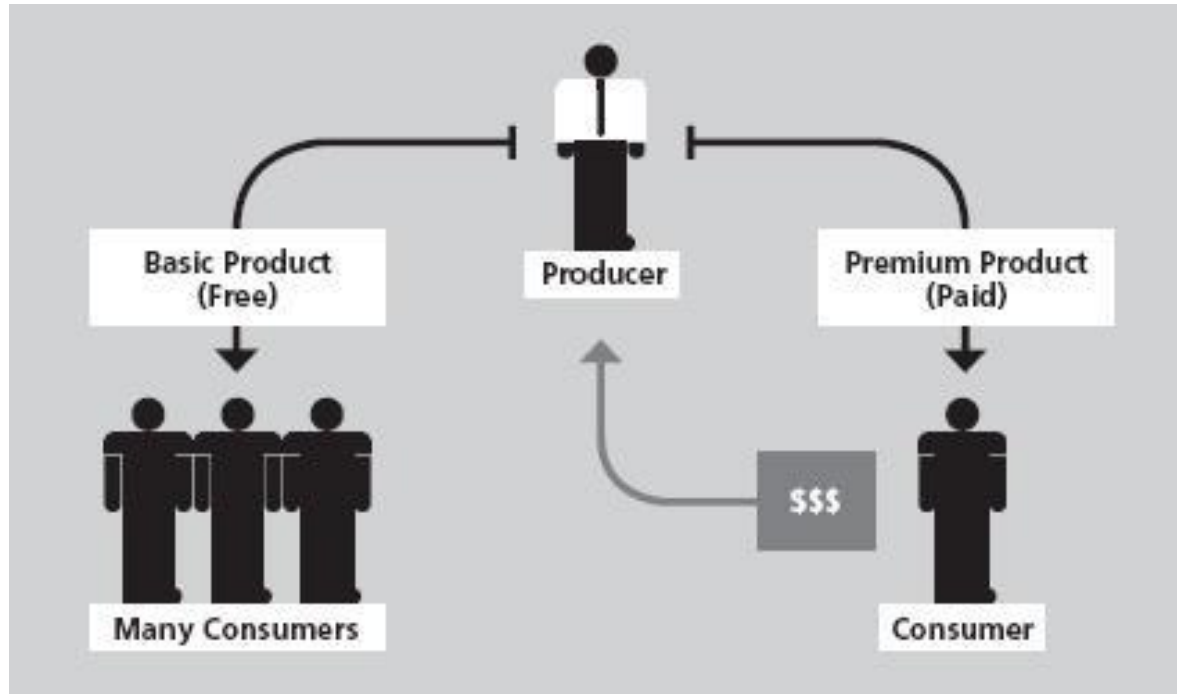 Producer
Basic Product
(Free)
Premium Product
(Paid)
$$$
Many Consumers
Consumer